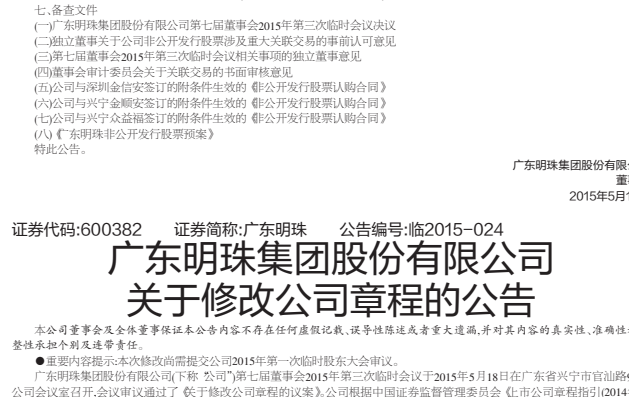 七、备查文件
(一)广东明珠集团股份有限公司第七届董事会2015年第三次临时会议决议
(二)独立董事关于公司非公开发行股票涉及重大关联交易的事前认可意见
(三)第七届董事会2015年第三次临时会议相关事项的独立董事意见
(四)董事会审计委员会关于关联交易的书面审核意见
(五)公司与深圳金信安签订的附条件生效的《非公开发行股票认购合同》
(六)公司与兴宁金顺安签订的附条件生效的《非公开发行股票认购合同》
(七)公司与兴宁众益福签订的附条件生效的《非公开发行股票认购合同》
(八)《广东明珠非公开发行股票预案》
特此公告。
广东明珠集团股份有限
董
2015年5月
证券代码:600382 证券简称:广东明珠 公告编号:临2015-024
广东明珠集团股份有限公司
关于修改公司章程的公告
本公司董事会及全体董事保证本公告内容不存在任何虚假记载、误导性陈述或者重大遗漏,并对其内容的真实性、准确性
整性承担个别及连带责任。
●重要内容提示:本次修改尚需提交公司2015年第一次临时股东大会审议。
广东明珠集团股份有限公司(下称“公司”)第七届董事会2015年第三次临时会议于2015年5月18日在广东省兴宁市官汕路
公司会议室召开,会议审议通过了《关于修改公司章程的议案》。公司根据中国证券监督管理委员会《上市公司章程指引(2014